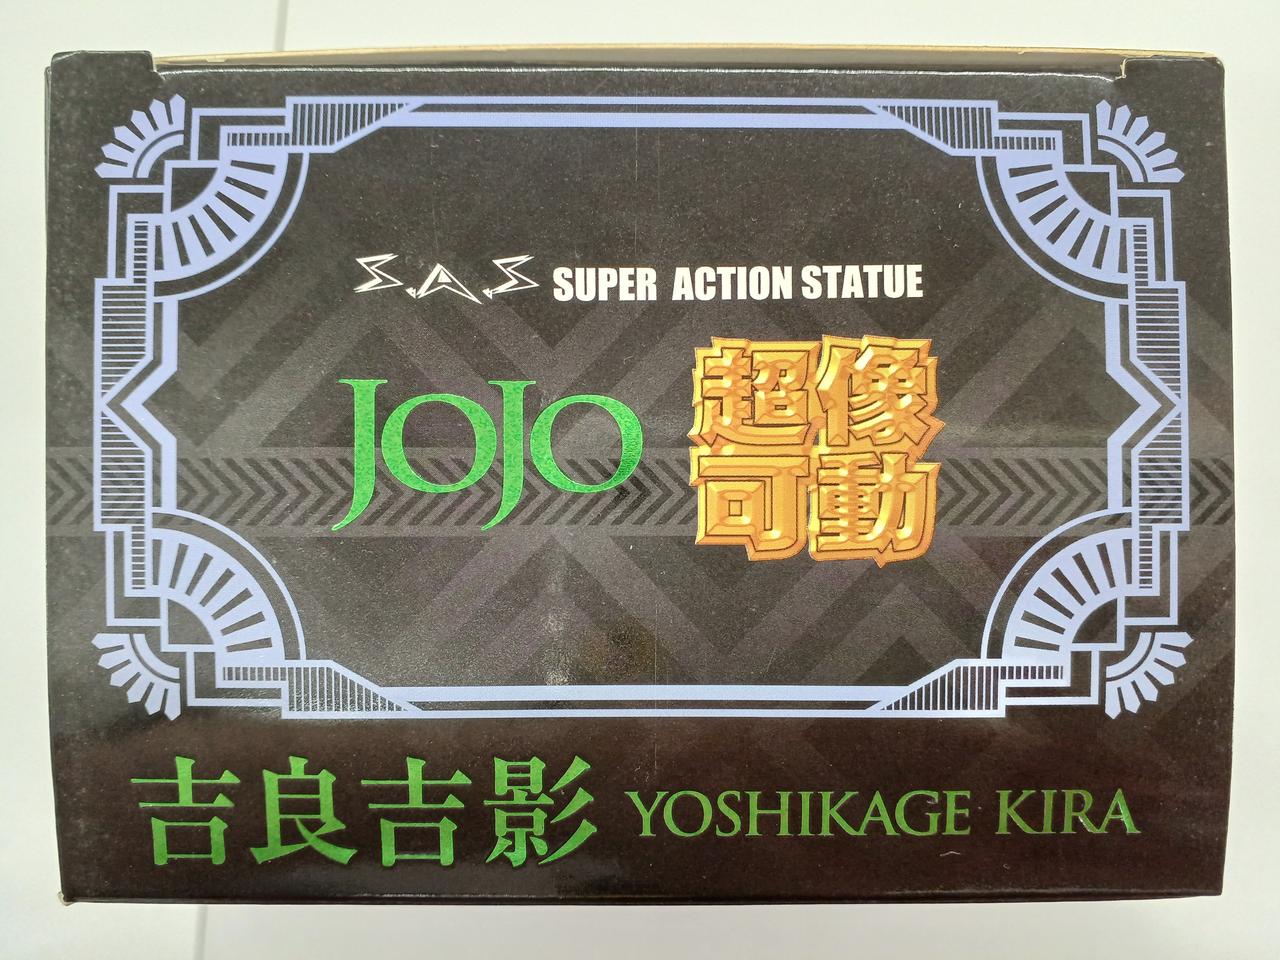 S.A.S SUPER ACTION STATUE
JOJO
超像
可動
吉良吉影 YOSHIKAGE KIRA